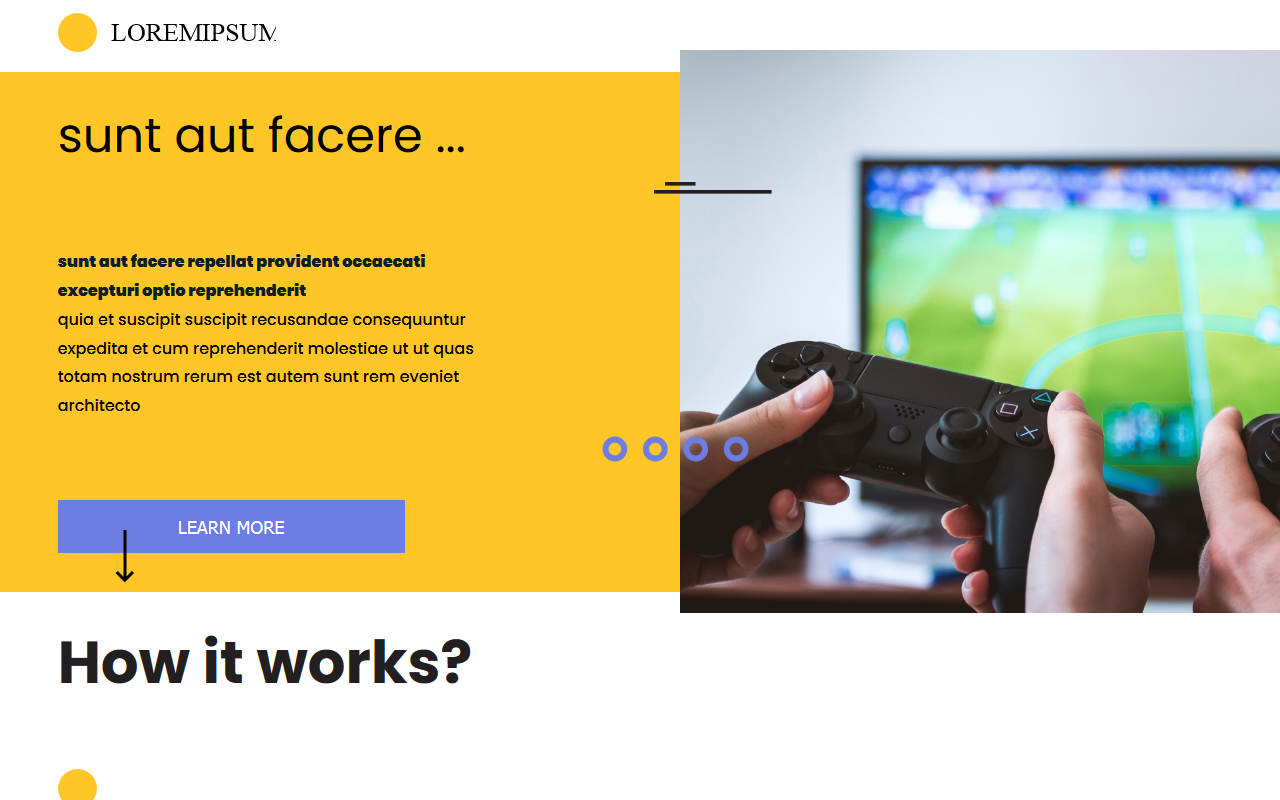 LOREMIPSUM
sunt aut facere ...
sunt aut facere repellat provident occaecati
excepturi optio reprehenderit
quia et suscipit suscipit recusandae consequuntur
expedita et cum reprehenderit molestiae ut ut quas
totam nostrum rerum est autem sunt rem eveniet
architecto
LEARN MORE
How it works?